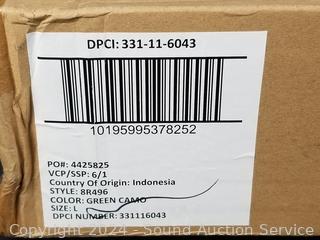 DPCI: 331-11-6043
10195995378252
PO#: 4425825
VCP/SSP: 6/1
Country Of Origin: Indonesia
STYLE: 8R496
COLOR: GREEN CAMO
SIZE: L
DPCI NUMBER: 331116043
Copyright 2024 - Sound Auction Service